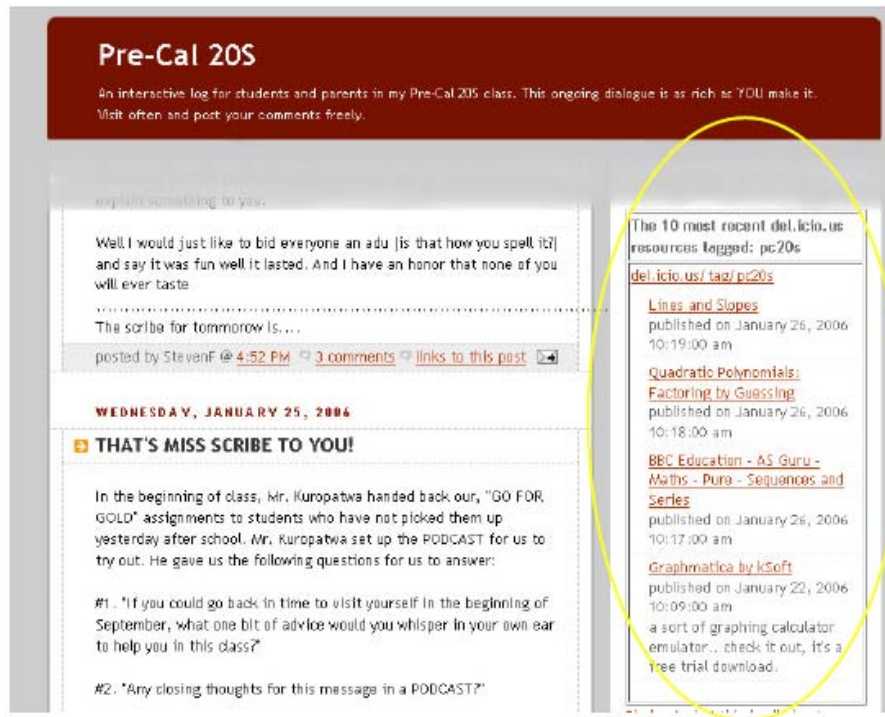 Pre-Cal 20S
An interactive log for students and parents in my Pre-Cal 20S class. This ongoing dialogue is as rich as YOU make it.
Visit often and post your comments freely.
explain something to you.
Well I would just like to bid everyone an adu |is that how you spell it?|
and say it was fun well it lasted. And I have an honor that none of you
will ever taste
The scribe for tommorow is....
posted by StevenF @ 4:52 PM 3 comments links to this post
WEDNESDAY, JANUARY 25, 2006
THAT'S MISS SCRIBE TO YOU!
In the beginning of class, Mr. Kuropatwa handed back our, "GO FOR
GOLD" assignments to students who have not picked them up
yesterday after school. Mr. Kuropatwa set up the PODCAST for us to
try out. He gave us the following questions for us to answer:
#1. "If you could go back in time to visit yourself in the beginning of
September, what one bit of advice would you whisper in your own ear
to help you in this class?"
#2. "Any closing thoughts for this message in a PODCAST?"
The 10 most recent del.icio.us
resources tagged: pc20s
del.icio.us/tag/pc20s
Lines and Slopes
published on January 26, 2006
10:19:00 am
Quadratic Polynomials:
Factoring by Guessing
published on January 26, 2006
10:18:00 am
BBC Education - AS Guru -
Maths - Pure - Sequences and
Series
published on January 26, 2006
10:17:00 am
Graphmatica by kSoft
published on January 22, 2006
10:09:00 am
a sort of graphing calculator
emulator.. check it out, it's a
free trial download.